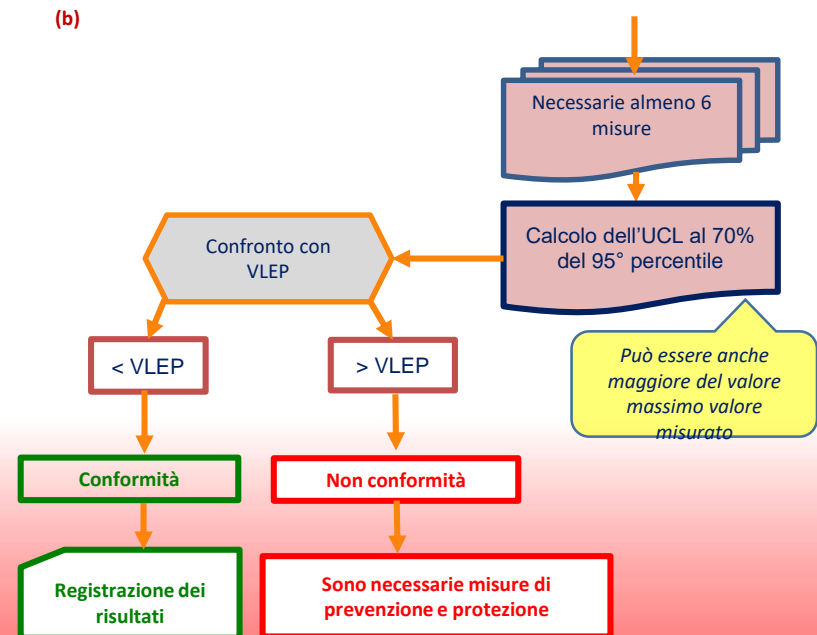 (b)
Necessarie almeno 6
misure
Calcolo dell'UCL al 70%
del 95° percentile
Confronto con
VLEP
Può essere anche
maggiore del valore
massimo valore
misurato
< VLEP
> VLEP
Conformità
Non conformità
Registrazione dei
risultati
Sono necessarie misure di
prevenzione e protezione